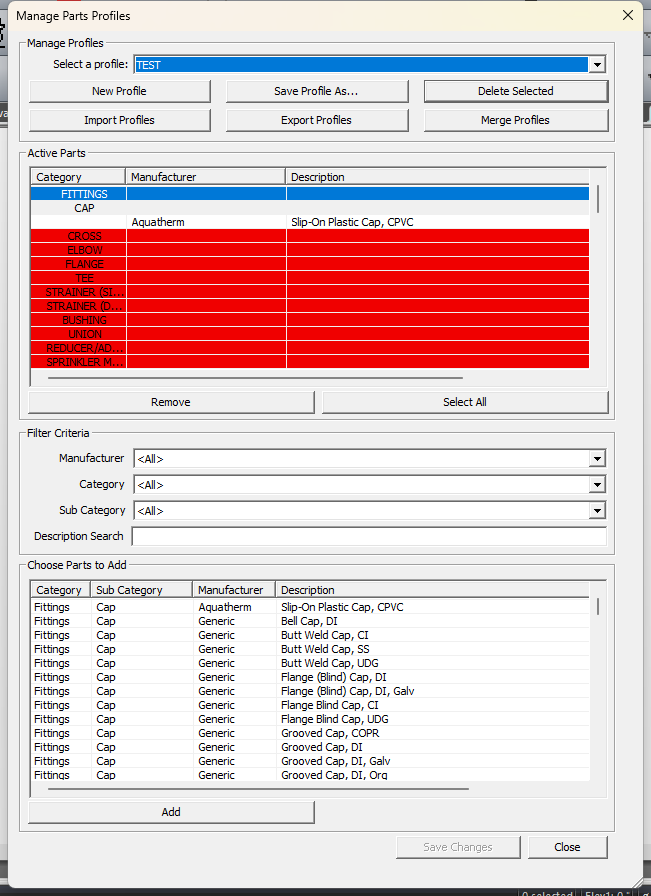 Manage Parts Profiles
Manage Profiles
Select a profile: TEST
New Profile Save Profile As... Delete Selected
Import Profiles Export Profiles Merge Profiles
Active Parts
Category Manufacturer Description
FITTINGS
CAP
Aquatherm Slip-On Plastic Cap, CPVC
CROSS
ELBOW
FLANGE
TEE
STRAINER (SI...
STRAINER (D...
BUSHING
UNION
REDUCER/AD...
SPRINKLER M...
Remove Select All
Filter Criteria
Manufacturer <All>
Category <All>
Sub Category <All>
Description Search
Choose Parts to Add
Category Sub Category Manufacturer Description
Fittings Cap Aquatherm Slip-On Plastic Cap, CPVC
Fittings Cap Generic Bell Cap, DI
Fittings Cap Generic Butt Weld Cap, CI
Fittings Cap Generic Butt Weld Cap, SS
Fittings Cap Generic Butt Weld Cap, UDG
Fittings Cap Generic Flange (Blind) Cap, DI
Fittings Cap Generic Flange (Blind) Cap, DI, Galv
Fittings Cap Generic Flange Blind Cap, CI
Fittings Cap Generic Flange Blind Cap, UDG
Fittings Cap Generic Grooved Cap, COPR
Fittings Cap Generic Grooved Cap, DI
Fittings Cap Generic Grooved Cap, DI, Galv
Fittings Cap Generic Grooved Cap, DI, Org
Add
Save Changes Close
0 selected